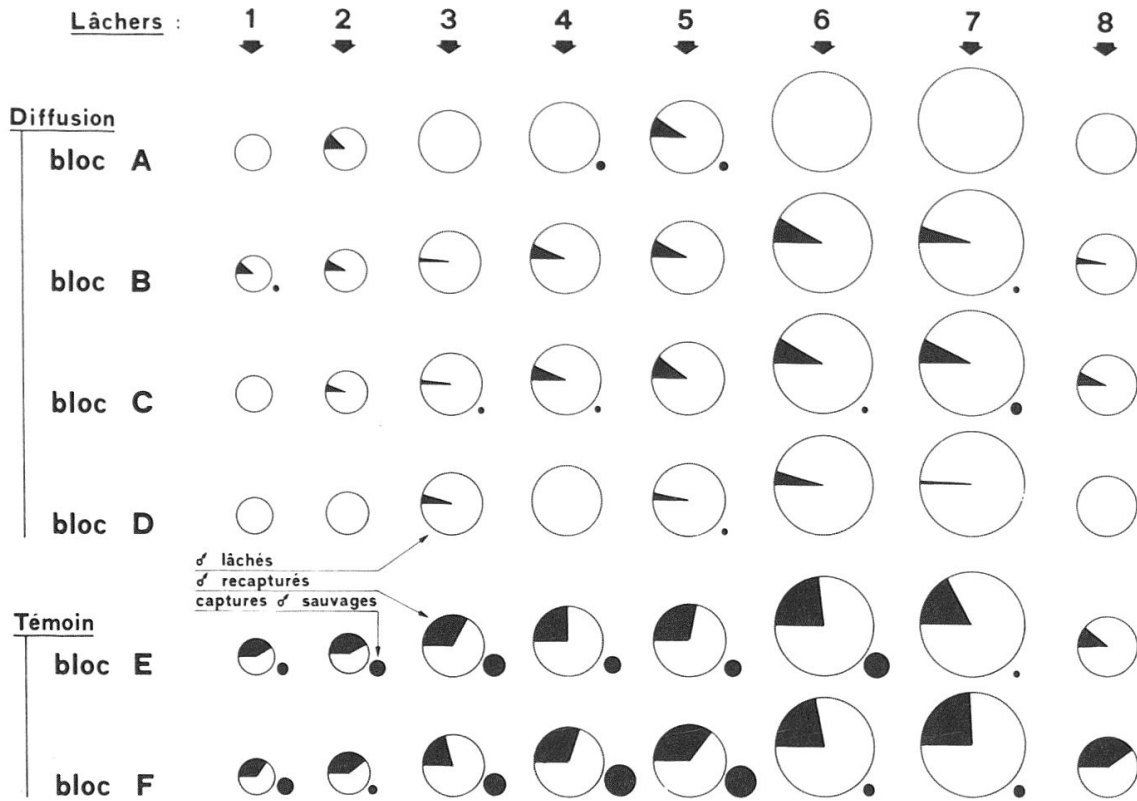 Lâchers : 1 2 3 4 5 6 7 8
Diffusion
bloc A
bloc B
bloc C
bloc D
♂ lâchés
♂ recapturés
captures ♂ sauvages
Témoin
bloc E
bloc F